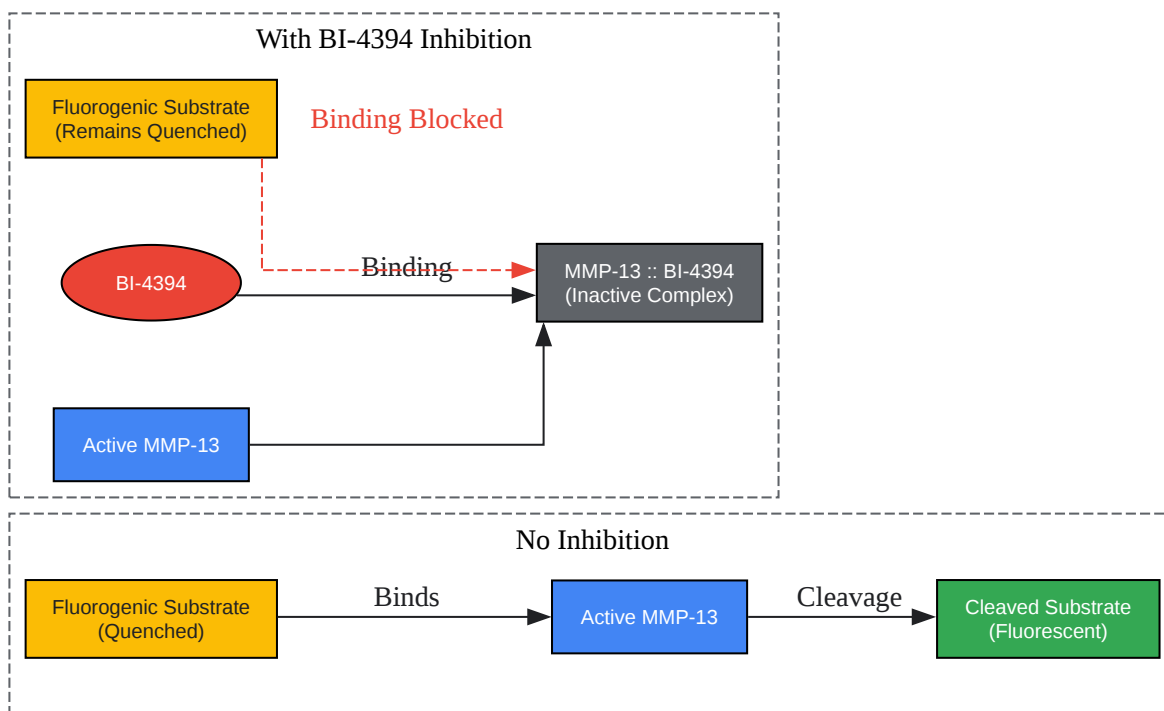 With BI-4394 Inhibition
Fluorogenic Substrate
(Remains Quenched)
Binding Blocked
Binding
BI-4394
MMP-13 :: BI-4394
(Inactive Complex)
Active MMP-13
No Inhibition
Fluorogenic Substrate
(Quenched)
Binds
Active MMP-13
Cleavage
Cleaved Substrate
(Fluorescent)